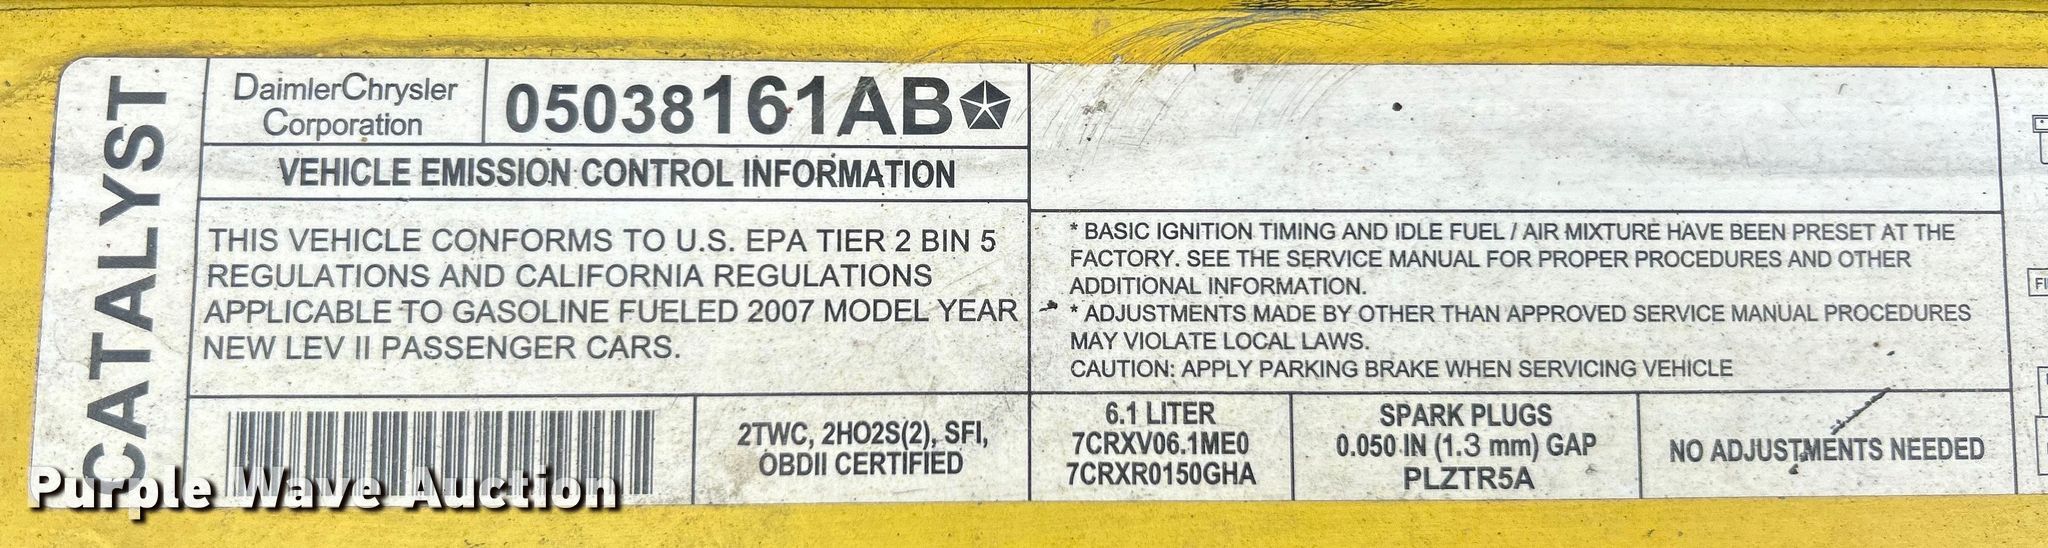 CATALYST
DaimlerChrysler
Corporation
05038161AB
VEHICLE EMISSION CONTROL INFORMATION
THIS VEHICLE CONFORMS TO U.S. EPA TIER 2 BIN 5
REGULATIONS AND CALIFORNIA REGULATIONS
APPLICABLE TO GASOLINE FUELED 2007 MODEL YEAR
NEW LEV II PASSENGER CARS.
2TWC, 2HO2S(2), SFI,
OBDII CERTIFIED
* BASIC IGNITION TIMING AND IDLE FUEL / AIR MIXTURE HAVE BEEN PRESET AT THE
FACTORY. SEE THE SERVICE MANUAL FOR PROPER PROCEDURES AND OTHER
ADDITIONAL INFORMATION.
* ADJUSTMENTS MADE BY OTHER THAN APPROVED SERVICE MANUAL PROCEDURES
MAY VIOLATE LOCAL LAWS.
CAUTION: APPLY PARKING BRAKE WHEN SERVICING VEHICLE
6.1 LITER
7CRXV06.1ME0
7CRXR0150GHA
SPARK PLUGS
0.050 IN (1.3 mm) GAP
PLZTR5A
NO ADJUSTMENTS NEEDED
Purple Wave Auction